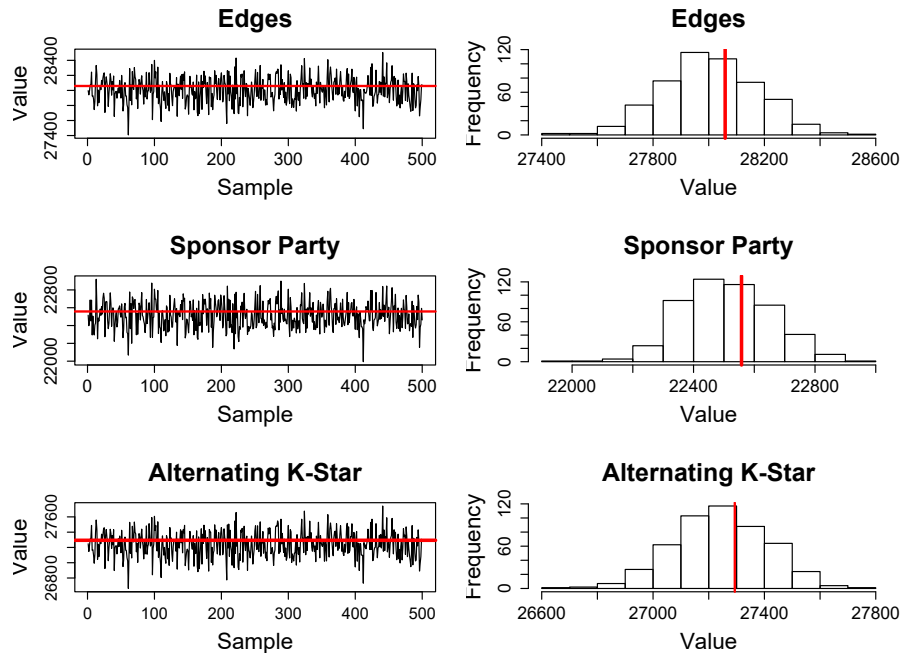 Edges
Value
28400
27400
0 100 200 300 400 500
Sample
Edges
Frequency
120
60
0
27400 27800 28200 28600
Value
Sponsor Party
Value
22800
22000
0 100 200 300 400 500
Sample
Sponsor Party
Frequency
120
60
0
22000 22400 22800
Value
Alternating K-Star
Value
27600
26800
0 100 200 300 400 500
Sample
Alternating K-Star
Frequency
120
60
0
26600 27000 27400 27800
Value